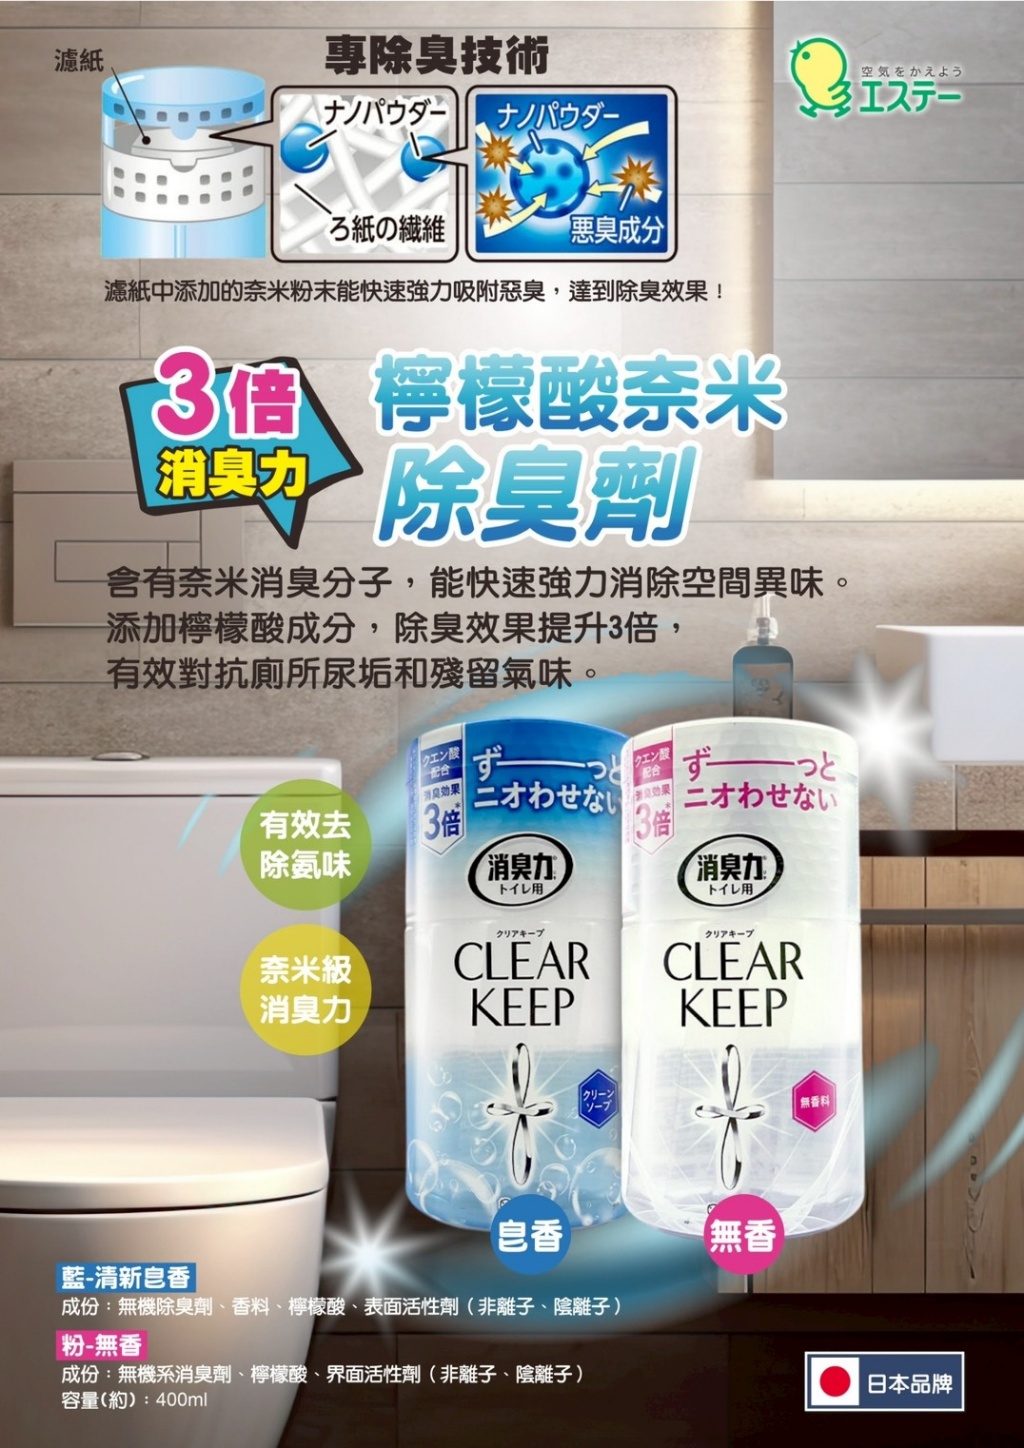 濾紙
專除臭技術
空気をかえよう
エステー
ナノパウダー
ろ紙の繊維
ナノパウダー
悪臭成分
濾紙中添加的奈米粉末能快速強力吸附惡臭，達到除臭效果！
3倍
消臭力
檸檬酸奈米
除臭劑
含有奈米消臭分子，能快速強力消除空間異味。
添加檸檬酸成分，除臭效果提升3倍，
有效對抗廁所尿垢和殘留氣味。
有效去
除氨味
奈米級
消臭力
クエン酸
配合
消臭効果
3倍*
ず──っと
ニオわせない
消臭力
トイレ用
クリアキープ
CLEAR
KEEP
クリーン
ソープ
クエン酸
配合
消臭効果
3倍*
ず──っと
ニオわせない
消臭力
トイレ用
クリアキープ
CLEAR
KEEP
無香料
皂香
無香
藍-清新皂香
成份：無機除臭劑、香料、檸檬酸、表面活性劑（非離子、陰離子）
粉-無香
成份：無機系消臭劑、檸檬酸、界面活性劑（非離子、陰離子）
容量(約)：400ml
日本品牌